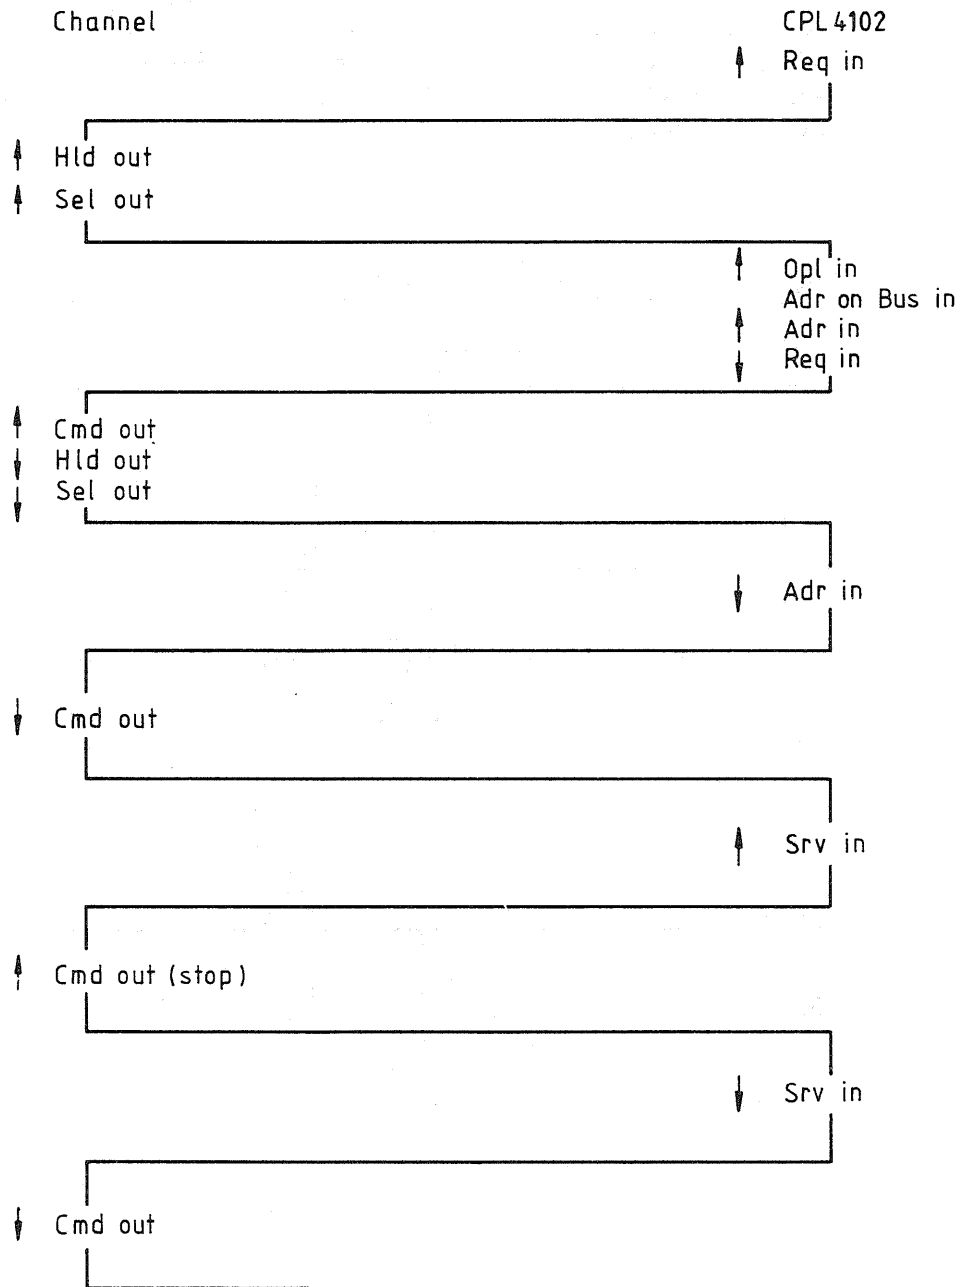 Channel CPL 4102
↑ Req in
↑ Hld out
↑ Sel out
↑ Opl in
Adr on Bus in
↑ Adr in
↓ Req in
↑ Cmd out
↓ Hld out
↓ Sel out
↓ Adr in
↓ Cmd out
↑ Srv in
↑ Cmd out (stop)
↓ Srv in
↓ Cmd out